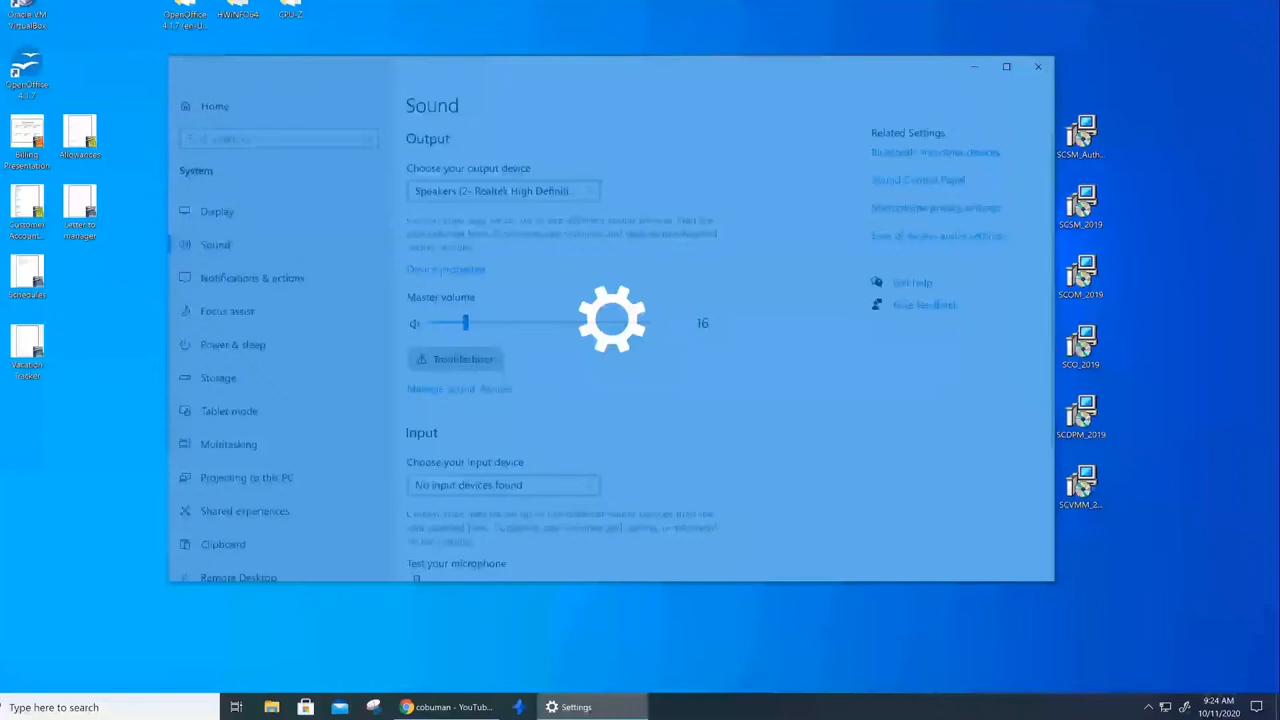 Oracle VM
VirtualBox
OpenOffice
4.1.7 (en-U...
HWiNFO64
CPU-Z
OpenOffice
4.1.7
Billing
Presentation
Allowances
Customer
Account...
Letter to
manager
Schedules
Vacation
Tracker
Home
System
Display
Sound
Notifications & actions
Focus assist
Power & sleep
Storage
Tablet mode
Multitasking
Projecting to this PC
Shared experiences
Clipboard
Remote Desktop
Sound
Output
Choose your output device
Speakers (2- Realtek High Definiti...
Device properties
Master volume
16
Troubleshoot
Manage sound devices
Input
Choose your input device
No input devices found
Test your microphone
Related Settings
Bluetooth and other devices
Sound Control Panel
Microphone privacy settings
Ease of Access audio settings
Get help
Give feedback
SCSM_Auth...
SCSM_2019
SCOM_2019
SCO_2019
SCDPM_2019
SCVMM_2...
Type here to search
cobuman - YouTub...
Settings
9:24 AM
10/11/2020